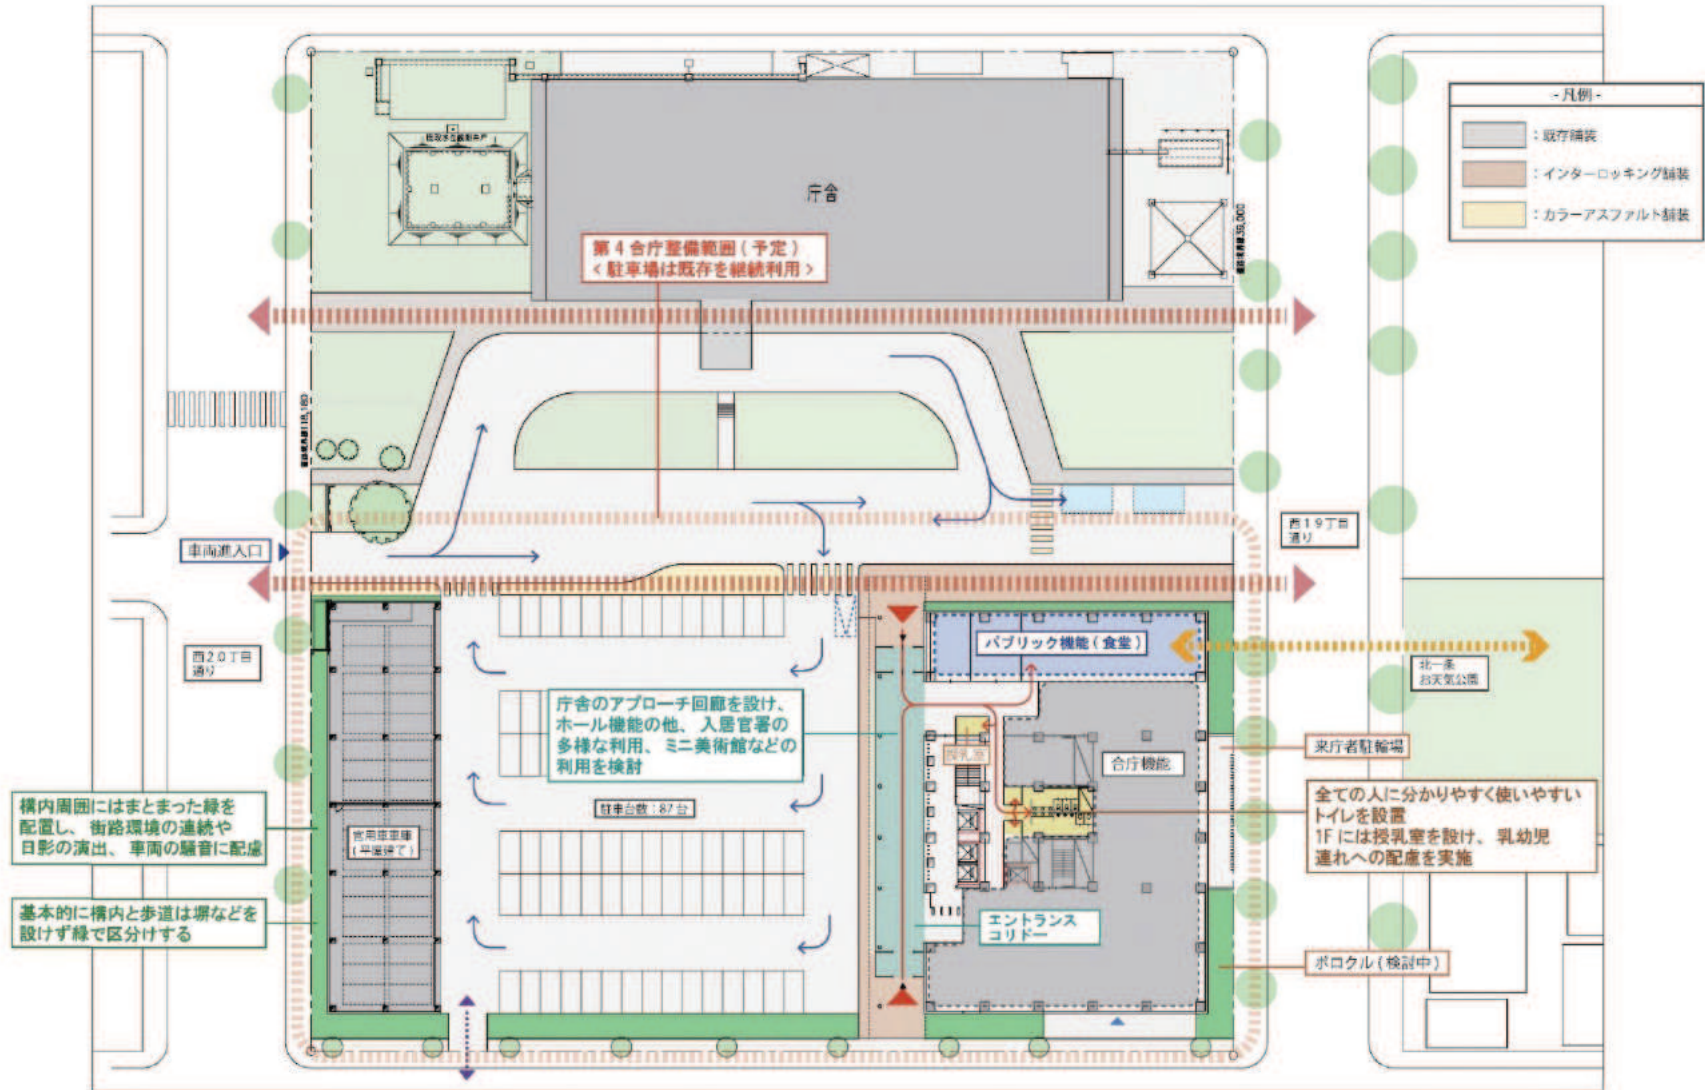 - 凡例 -
：既存舗装
：インターロッキング舗装
：カラーアスファルト舗装
庁舎
第４合庁整備範囲（予定）
＜駐車場は既存を継続利用＞
車両進入口
西１９丁目
通り
西２０丁目
通り
パブリック機能（食堂）
北一条
お天気公園
庁舎のアプローチ回廊を設け、
ホール機能の他、入居官署の
多様な利用、ミニ美術館などの
利用を検討
授乳室
合庁機能
来庁者駐輪場
駐車台数：87台
構内周囲にはまとまった緑を
配置し、街路環境の連続や
日影の演出、車両の騒音に配慮
官用車車庫
（平屋建て）
全ての人に分かりやすく使いやすい
トイレを設置
1Fには授乳室を設け、乳幼児
連れへの配慮を実施
基本的に構内と歩道は塀などを
設けず緑で区分けする
エントランス
コリドー
ポロクル（検討中）